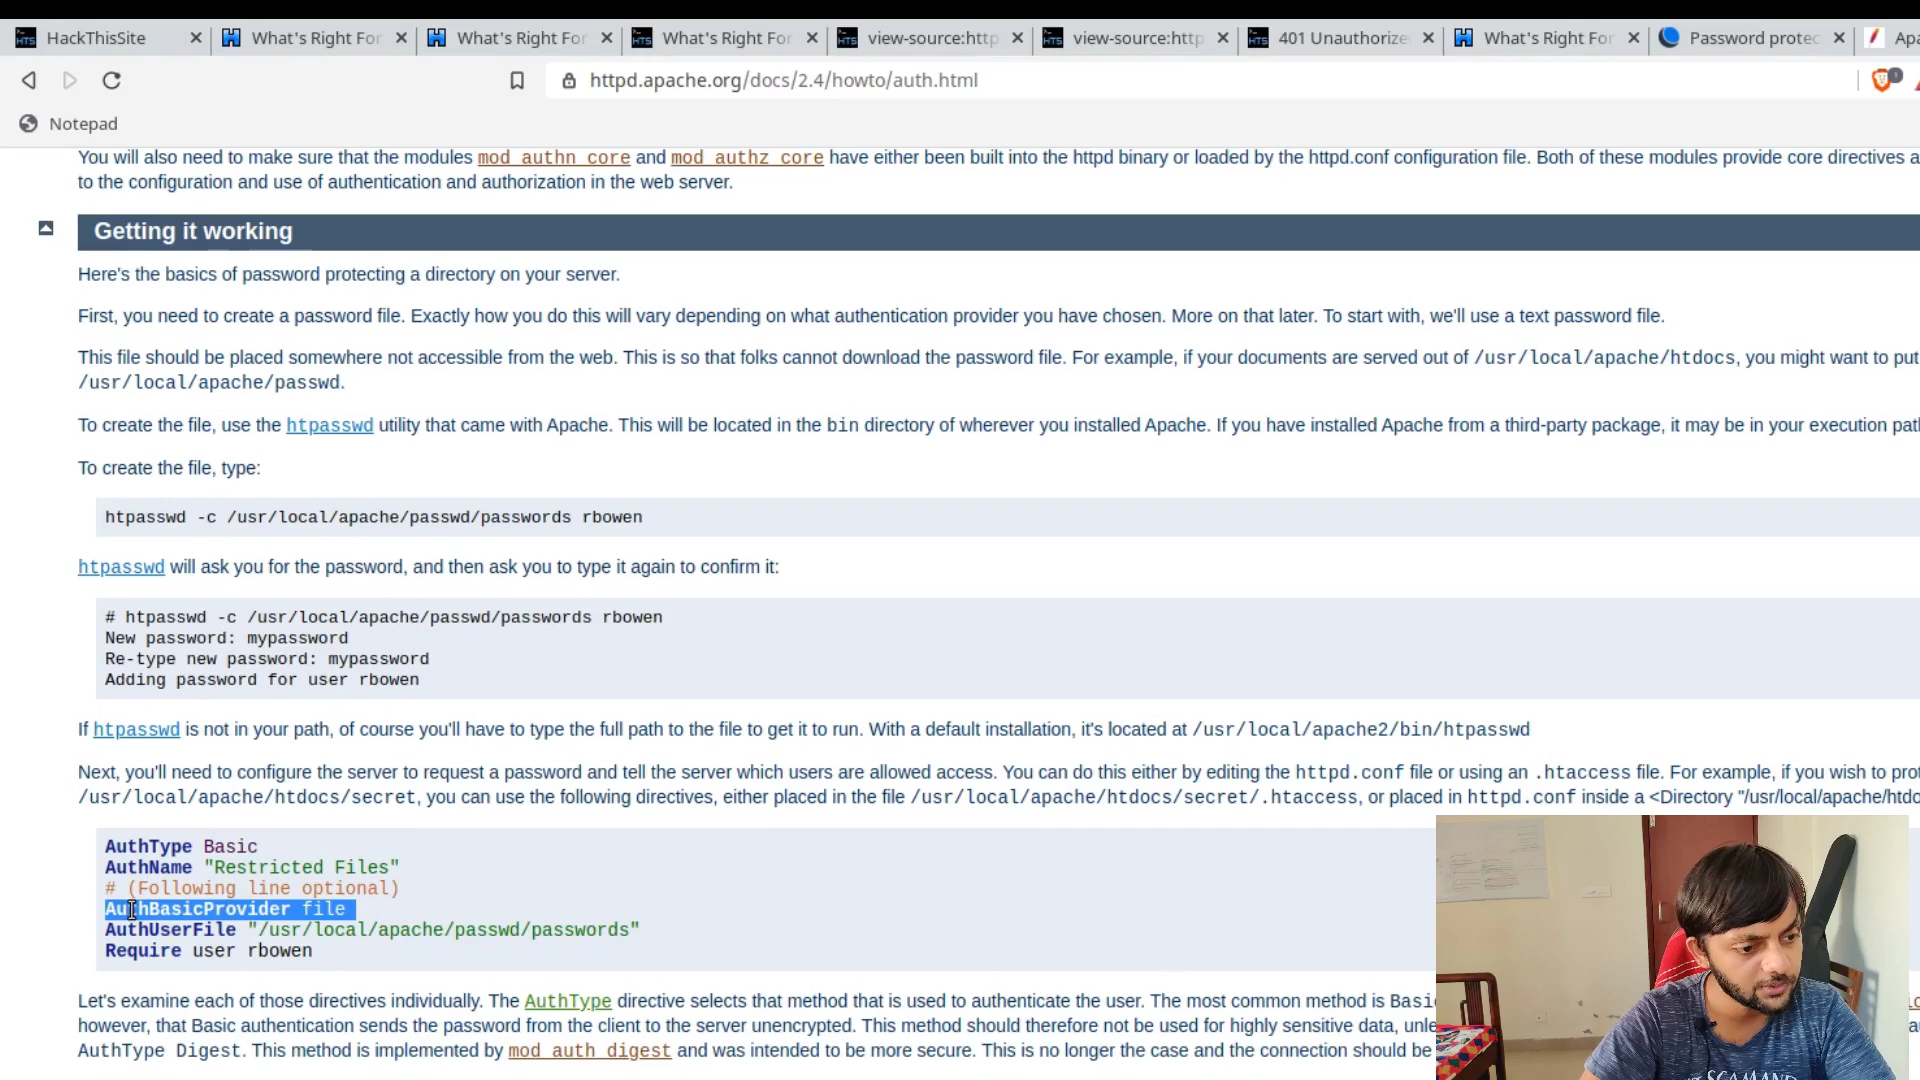 HackThisSite
What's Right For
What's Right For
What's Right For
view-source:http
view-source:http
401 Unauthorize
What's Right For
Password protec
Apa
httpd.apache.org/docs/2.4/howto/auth.html
1
Notepad
You will also need to make sure that the modules mod_authn_core and mod_authz_core have either been built into the httpd binary or loaded by the httpd.conf configuration file. Both of these modules provide core directives a
to the configuration and use of authentication and authorization in the web server.
Getting it working
Here's the basics of password protecting a directory on your server.
First, you need to create a password file. Exactly how you do this will vary depending on what authentication provider you have chosen. More on that later. To start with, we'll use a text password file.
This file should be placed somewhere not accessible from the web. This is so that folks cannot download the password file. For example, if your documents are served out of /usr/local/apache/htdocs, you might want to put
/usr/local/apache/passwd.
To create the file, use the htpasswd utility that came with Apache. This will be located in the bin directory of wherever you installed Apache. If you have installed Apache from a third-party package, it may be in your execution path
To create the file, type:
htpasswd -c /usr/local/apache/passwd/passwords rbowen
htpasswd will ask you for the password, and then ask you to type it again to confirm it:
# htpasswd -c /usr/local/apache/passwd/passwords rbowen
New password: mypassword
Re-type new password: mypassword
Adding password for user rbowen
If htpasswd is not in your path, of course you'll have to type the full path to the file to get it to run. With a default installation, it's located at /usr/local/apache2/bin/htpasswd
Next, you'll need to configure the server to request a password and tell the server which users are allowed access. You can do this either by editing the httpd.conf file or using an .htaccess file. For example, if you wish to prot
/usr/local/apache/htdocs/secret, you can use the following directives, either placed in the file /usr/local/apache/htdocs/secret/.htaccess, or placed in httpd.conf inside a <Directory "/usr/local/apache/htdo
AuthType Basic
AuthName "Restricted Files"
# (Following line optional)
AuthBasicProvider file
AuthUserFile "/usr/local/apache/passwd/passwords"
Require user rbowen
Let's examine each of those directives individually. The AuthType directive selects that method that is used to authenticate the user. The most common method is Basic
however, that Basic authentication sends the password from the client to the server unencrypted. This method should therefore not be used for highly sensitive data, unle
AuthType Digest. This method is implemented by mod_auth_digest and was intended to be more secure. This is no longer the case and the connection should be